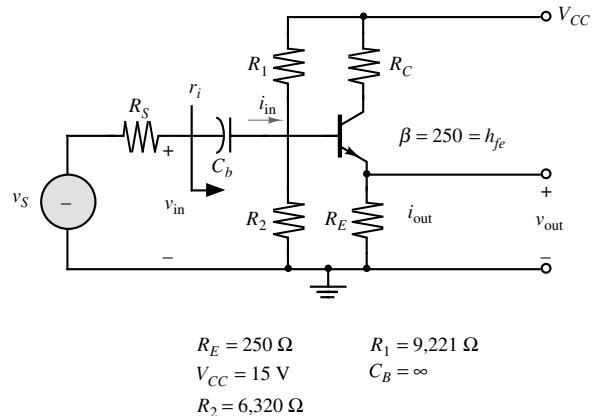 V_CC
R_1
R_C
r_i
R_S
i_in
β = 250 = h_fe
+
C_b
v_S
−
v_in
R_2
R_E
i_out
+
v_out
−
−
R_E = 250 Ω
R_1 = 9,221 Ω
V_CC = 15 V
C_B = ∞
R_2 = 6,320 Ω